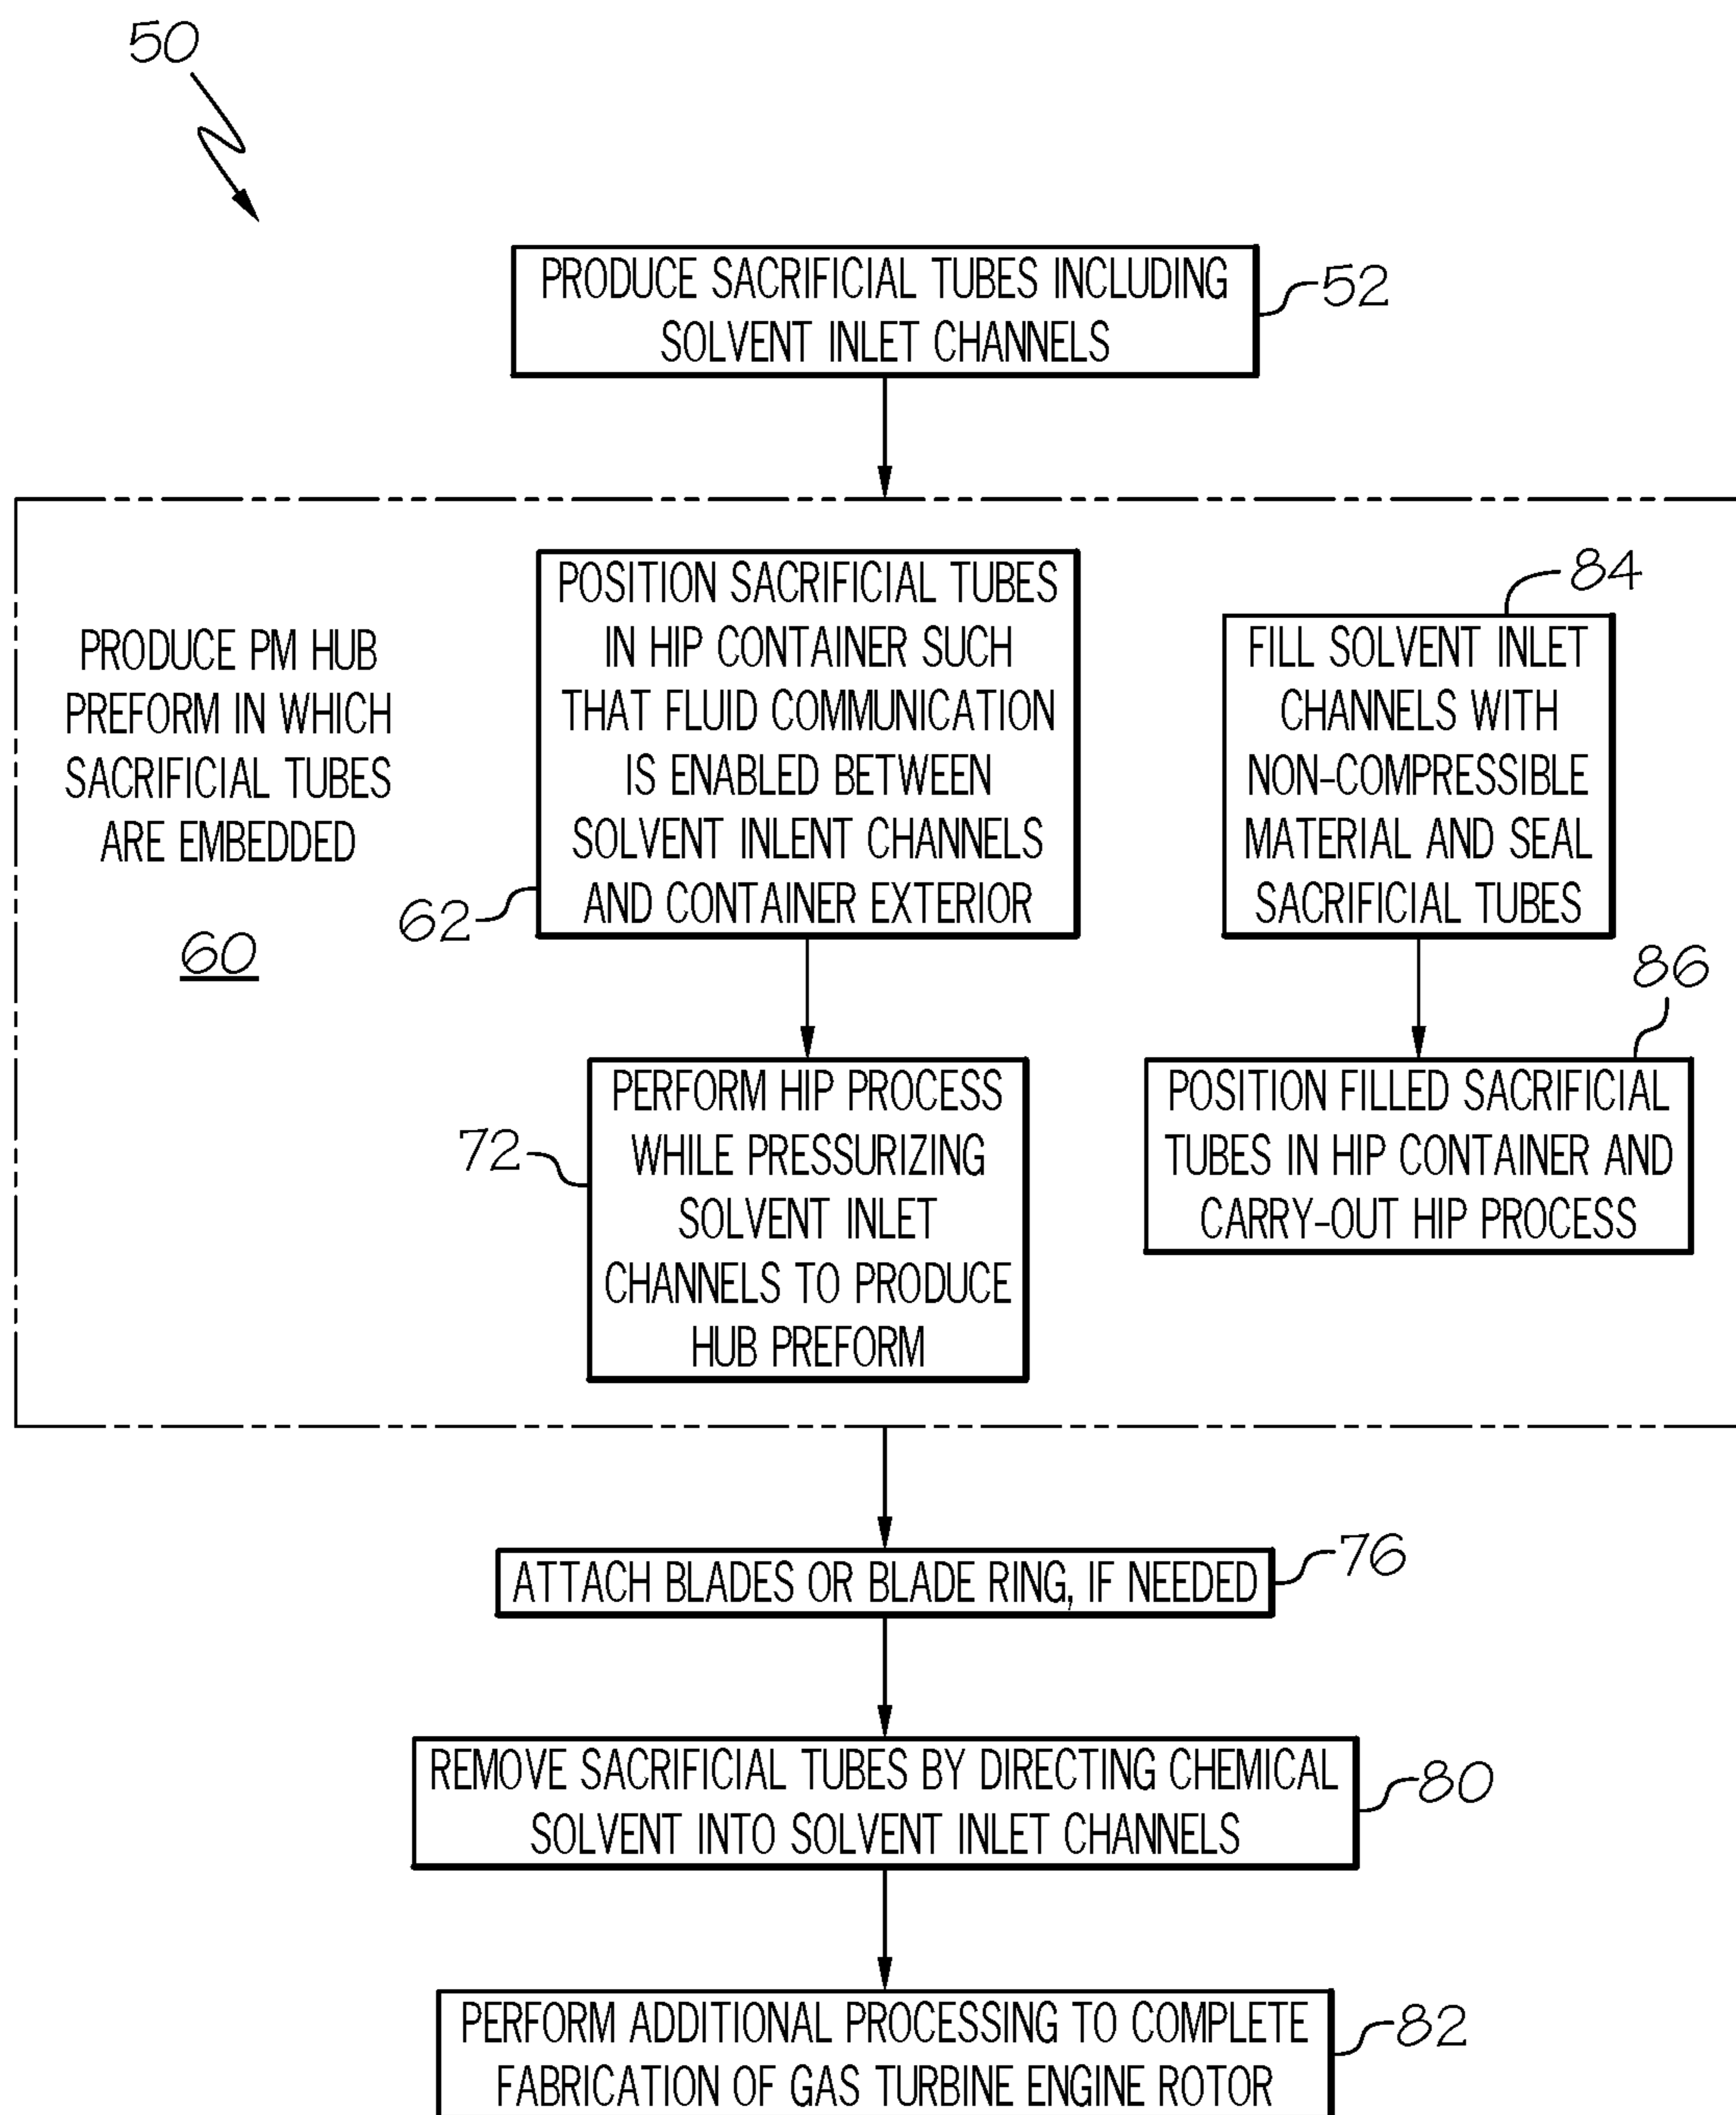 50
PRODUCE SACRIFICIAL TUBES INCLUDING
SOLVENT INLET CHANNELS
52
PRODUCE PM HUB
PREFORM IN WHICH
SACRIFICIAL TUBES
ARE EMBEDDED
60
POSITION SACRIFICIAL TUBES
IN HIP CONTAINER SUCH
THAT FLUID COMMUNICATION
IS ENABLED BETWEEN
SOLVENT INLENT CHANNELS
AND CONTAINER EXTERIOR
62
PERFORM HIP PROCESS
WHILE PRESSURIZING
SOLVENT INLET
CHANNELS TO PRODUCE
HUB PREFORM
72
84
FILL SOLVENT INLET
CHANNELS WITH
NON-COMPRESSIBLE
MATERIAL AND SEAL
SACRIFICIAL TUBES
86
POSITION FILLED SACRIFICIAL
TUBES IN HIP CONTAINER AND
CARRY-OUT HIP PROCESS
ATTACH BLADES OR BLADE RING, IF NEEDED
76
REMOVE SACRIFICIAL TUBES BY DIRECTING CHEMICAL
SOLVENT INTO SOLVENT INLET CHANNELS
80
PERFORM ADDITIONAL PROCESSING TO COMPLETE
FABRICATION OF GAS TURBINE ENGINE ROTOR
82